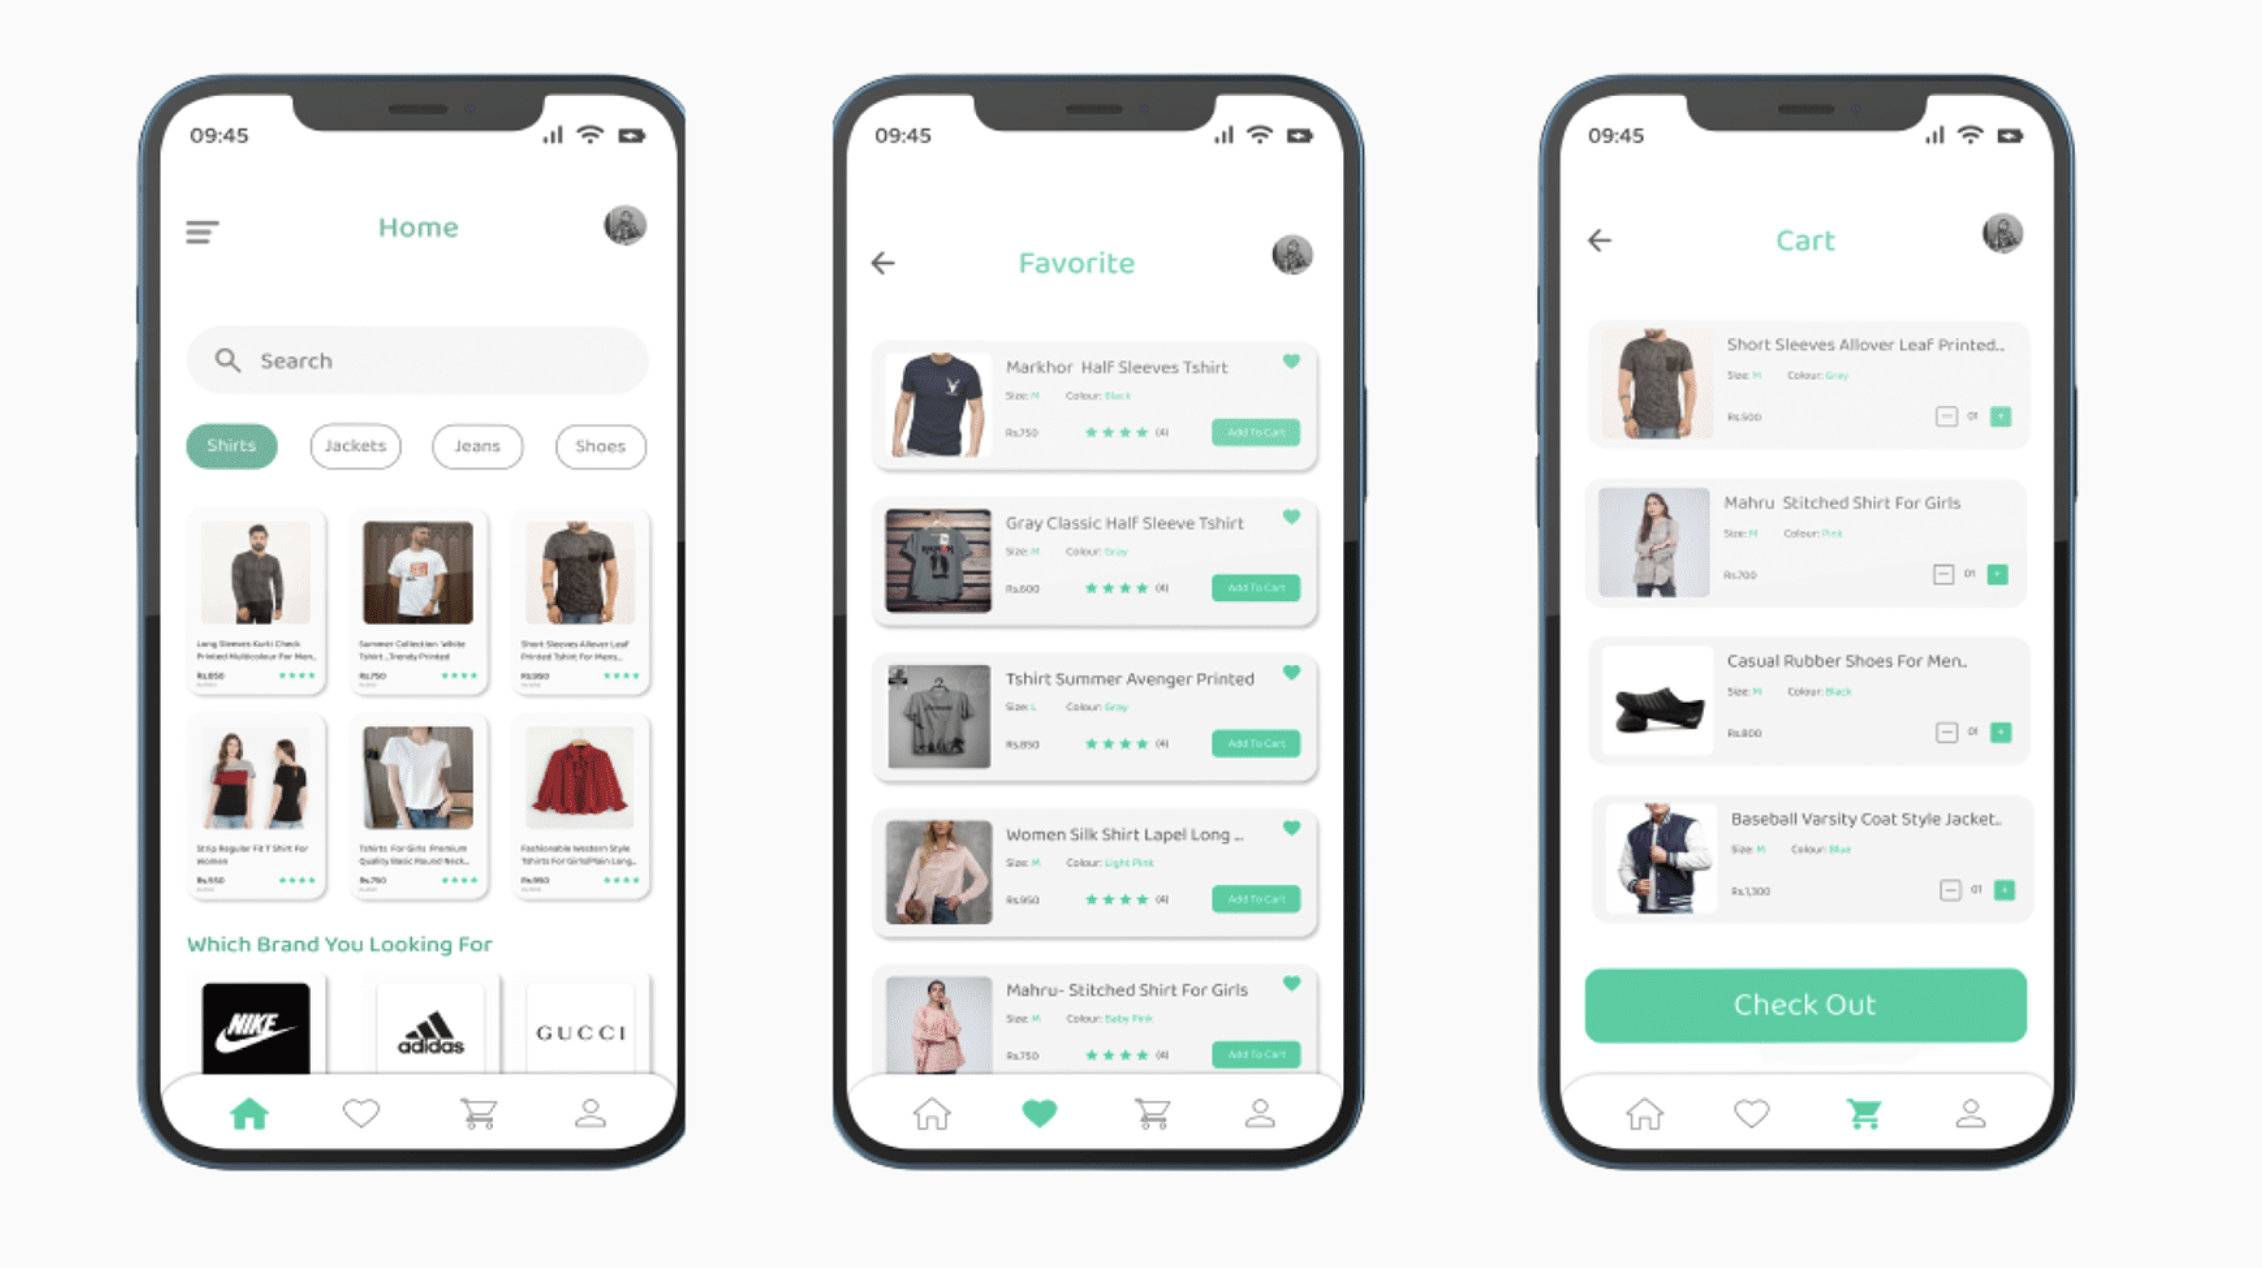 09:45
Home
Search
Shirts
Jackets
Jeans
Shoes
Long Sleeves Kurti Check
Printed Multicolour For Men..
Rs.850
Summer Collection White
Tshirt ..Trendy Printed
Rs.750
Short Sleeves Allover Leaf
Printed Tshirt For Mens..
Rs.950
Strip Regular Fit T Shirt For
Women
Rs.550
Tshirts For Girls Premium
Quality Basic Round Neck..
Rs.750
Fashionable Western Style
Tshirts For GirlsPlain Long..
Rs.950
Which Brand You Looking For
NIKE
adidas
GUCCI
09:45
Favorite
Markhor Half Sleeves Tshirt
Size: M Colour: Black
Rs.750 (4) Add To Cart
Gray Classic Half Sleeve Tshirt
Size: M Colour: Gray
Rs.600 (4) Add To Cart
Tshirt Summer Avenger Printed
Size: L Colour: Gray
Rs.850 (4) Add To Cart
Women Silk Shirt Lapel Long ...
Size: M Colour: Light Pink
Rs.950 (4) Add To Cart
Mahru- Stitched Shirt For Girls
Size: M Colour: Baby Pink
Rs.750 (4) Add To Cart
09:45
Cart
Short Sleeves Allover Leaf Printed...
Size: M Colour: Gray
Rs.500 01
Mahru Stitched Shirt For Girls
Size: M Colour: Pink
Rs.700 01
Casual Rubber Shoes For Men..
Size: M Colour: Black
Rs.800 01
Baseball Varsity Coat Style Jacket..
Size: M Colour: Blue
Rs.1,300 01
Check Out